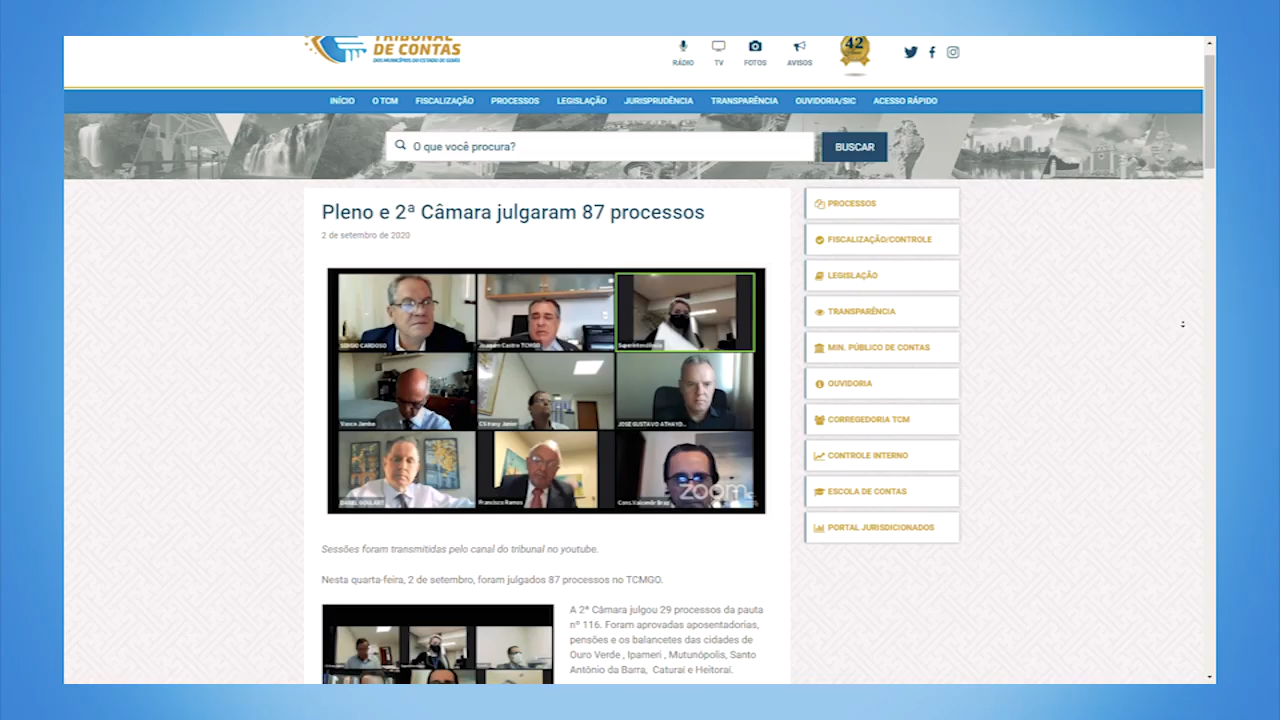 TRIBUNAL
DE CONTAS
DOS MUNICÍPIOS DO ESTADO DE GOIÁS
RÁDIO
TV
FOTOS
AVISOS
42
INÍCIO O TCM FISCALIZAÇÃO PROCESSOS LEGISLAÇÃO JURISPRUDÊNCIA TRANSPARÊNCIA OUVIDORIA/SIC ACESSO RÁPIDO
O que você procura?
BUSCAR
Pleno e 2ª Câmara julgaram 87 processos
2 de setembro de 2020
SERGIO CARDOSO
Joaquim Castro TCMGO
Superintendência
Vasco Jambo
JOSE GUSTAVO ATHAYD...
DANIEL GOULART
Francisco Ramos
Cons.Valcenôr Braz
zoom
Sessões foram transmitidas pelo canal do tribunal no youtube.
Nesta quarta-feira, 2 de setembro, foram julgados 87 processos no TCMGO.
A 2ª Câmara julgou 29 processos da pauta
nº 116. Foram aprovadas aposentadorias,
pensões e os balancetes das cidades de
Ouro Verde , Ipameri , Mutunópolis, Santo
Antônio da Barra, Caturaí e Heitoraí.
PROCESSOS
FISCALIZAÇÃO/CONTROLE
LEGISLAÇÃO
TRANSPARÊNCIA
MIN. PÚBLICO DE CONTAS
OUVIDORIA
CORREGEDORIA TCM
CONTROLE INTERNO
ESCOLA DE CONTAS
PORTAL JURISDICIONADOS